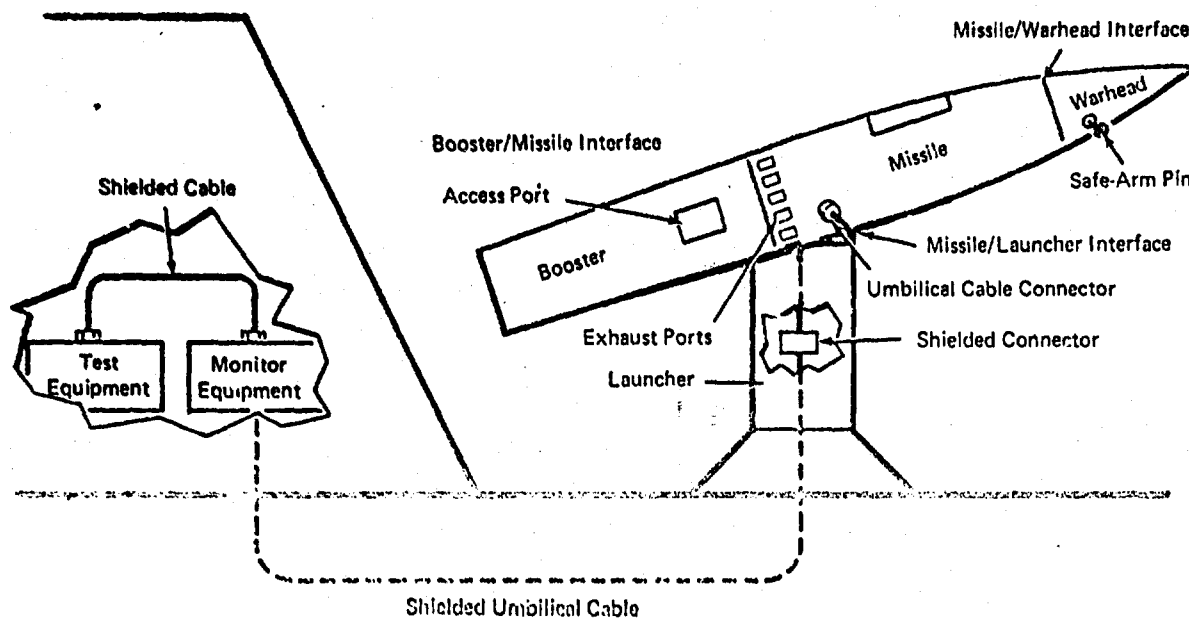 Missile/Warhead Interface
Warhead
Booster/Missile Interface
Missile
Shielded Cable
Access Port
Safe-Arm Pin
Missile/Launcher Interface
Booster
Umbilical Cable Connector
Exhaust Ports
Shielded Connector
Test
Equipment
Monitor
Equipment
Launcher
Shielded Umbilical Cable